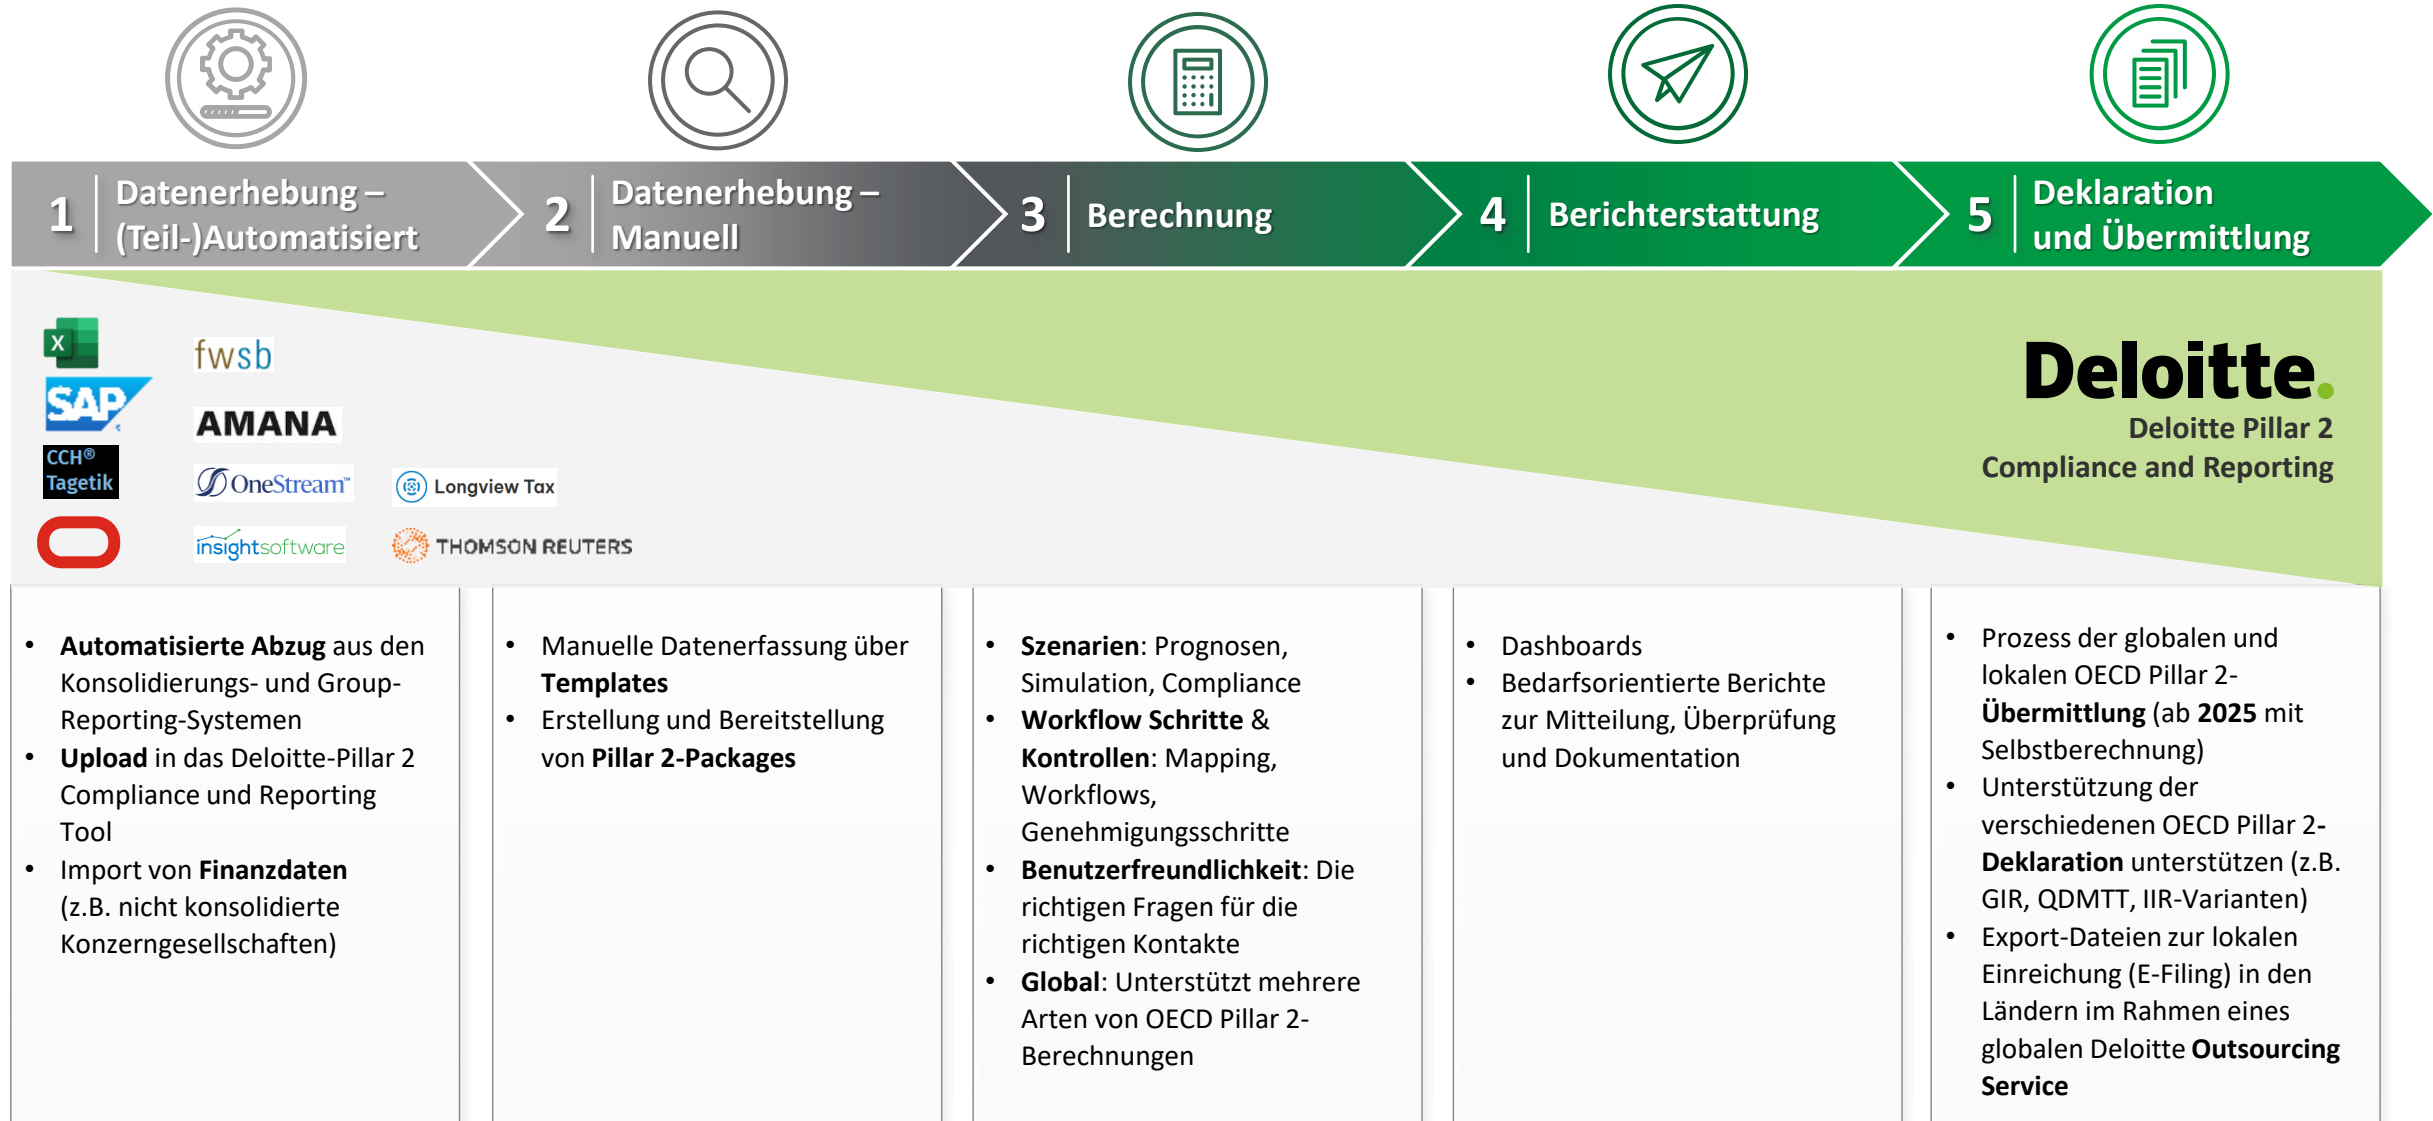 1
Datenerhebung –
(Teil-)Automatisiert
2
Datenerhebung –
Manuell
3
Berechnung
4
Berichterstattung
5
Deklaration
und Übermittlung
X
SAP
CCH®
Tagetik
fwsb
AMANA
OneStream™
insightsoftware
Longview Tax
THOMSON REUTERS
Deloitte.
Deloitte Pillar 2
Compliance and Reporting
• Automatisierte Abzug aus den
Konsolidierungs- und Group-
Reporting-Systemen
• Upload in das Deloitte-Pillar 2
Compliance und Reporting
Tool
• Import von Finanzdaten
(z.B. nicht konsolidierte
Konzerngesellschaften)
• Manuelle Datenerfassung über
Templates
• Erstellung und Bereitstellung
von Pillar 2-Packages
• Szenarien: Prognosen,
Simulation, Compliance
• Workflow Schritte &
Kontrollen: Mapping,
Workflows,
Genehmigungsschritte
• Benutzerfreundlichkeit: Die
richtigen Fragen für die
richtigen Kontakte
• Global: Unterstützt mehrere
Arten von OECD Pillar 2-
Berechnungen
• Dashboards
• Bedarfsorientierte Berichte
zur Mitteilung, Überprüfung
und Dokumentation
• Prozess der globalen und
lokalen OECD Pillar 2-
Übermittlung (ab 2025 mit
Selbstberechnung)
• Unterstützung der
verschiedenen OECD Pillar 2-
Deklaration unterstützen (z.B.
GIR, QDMTT, IIR-Varianten)
• Export-Dateien zur lokalen
Einreichung (E-Filing) in den
Ländern im Rahmen eines
globalen Deloitte Outsourcing
Service